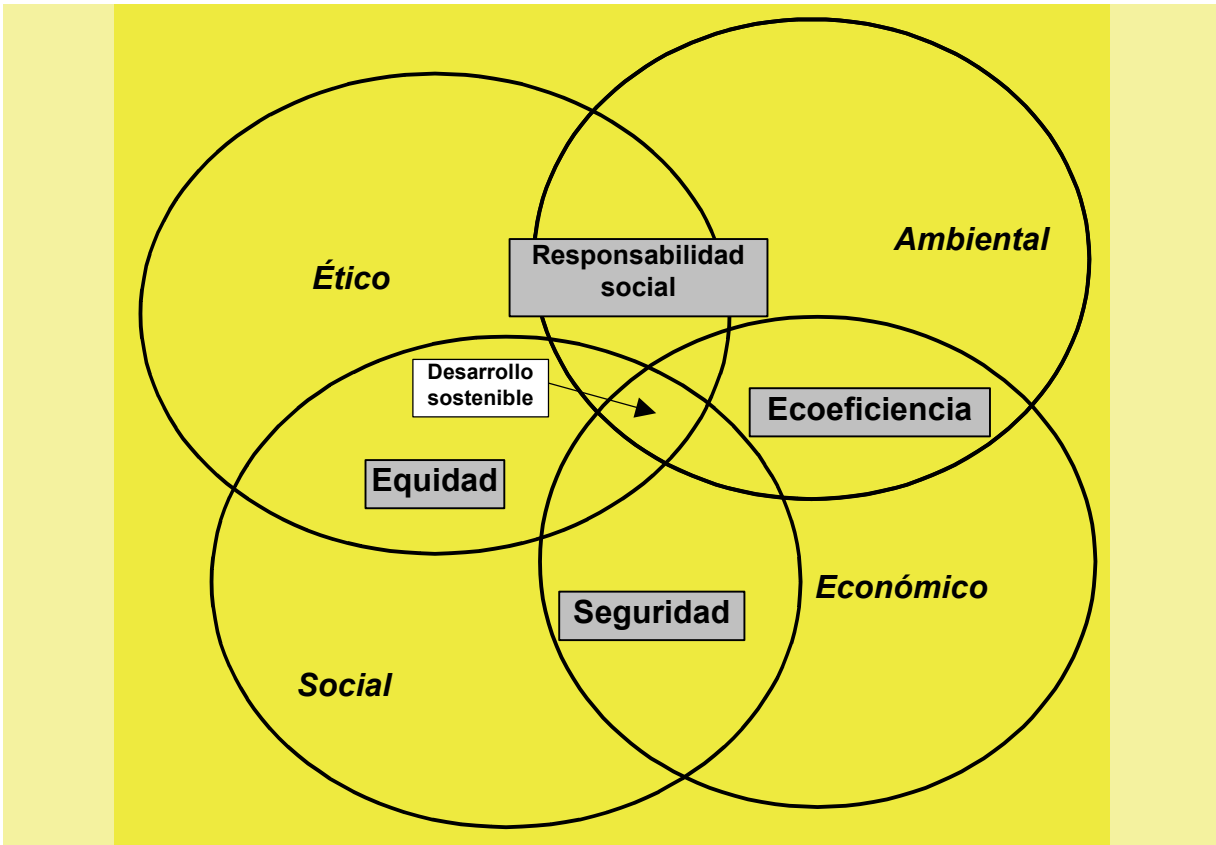 Ambiental
Responsabilidad
social
Ético
Desarrollo
sostenible
Ecoeficiencia
Equidad
Económico
Seguridad
Social